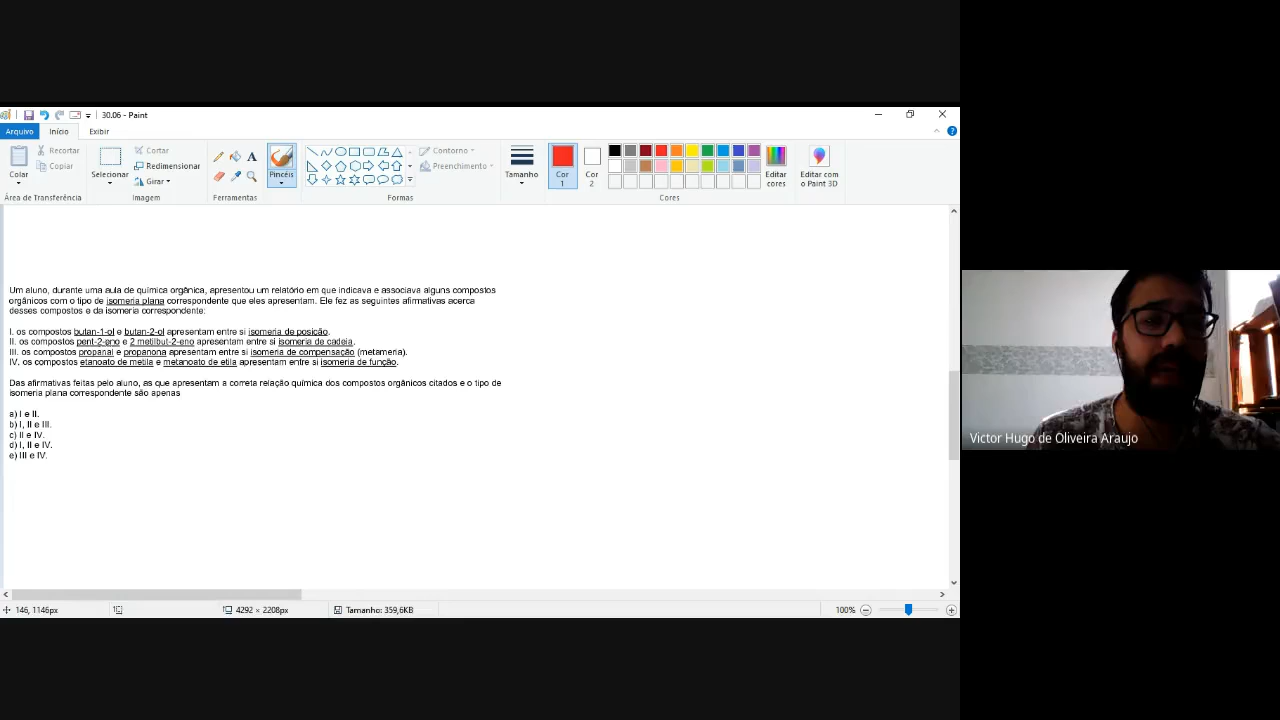 30.06 - Paint
Arquivo Início Exibir
Colar
Recortar
Copiar
Área de Transferência
Selecionar
Cortar
Redimensionar
Girar
Imagem
A
Ferramentas
Pincéis
Contorno
Preenchimento
Formas
Tamanho
Cor 1
Cor 2
Cores
Editar cores
Editar com o Paint 3D
Um aluno, durante uma aula de química orgânica, apresentou um relatório em que indicava e associava alguns compostos
orgânicos com o tipo de isomeria plana correspondente que eles apresentam. Ele fez as seguintes afirmativas acerca
desses compostos e da isomeria correspondente:
I. os compostos butan-1-ol e butan-2-ol apresentam entre si isomeria de posição.
II. os compostos pent-2-eno e 2 metilbut-2-eno apresentam entre si isomeria de cadeia.
III. os compostos propanal e propanona apresentam entre si isomeria de compensação (metameria).
IV. os compostos etanoato de metila e metanoato de etila apresentam entre si isomeria de função.
Das afirmativas feitas pelo aluno, as que apresentam a correta relação química dos compostos orgânicos citados e o tipo de
isomeria plana correspondente são apenas
a) I e II.
b) I, II e III.
c) II e IV.
d) I, II e IV.
e) III e IV.
146, 1146px 4292 × 2208px Tamanho: 359,6KB 100%
Victor Hugo de Oliveira Araujo